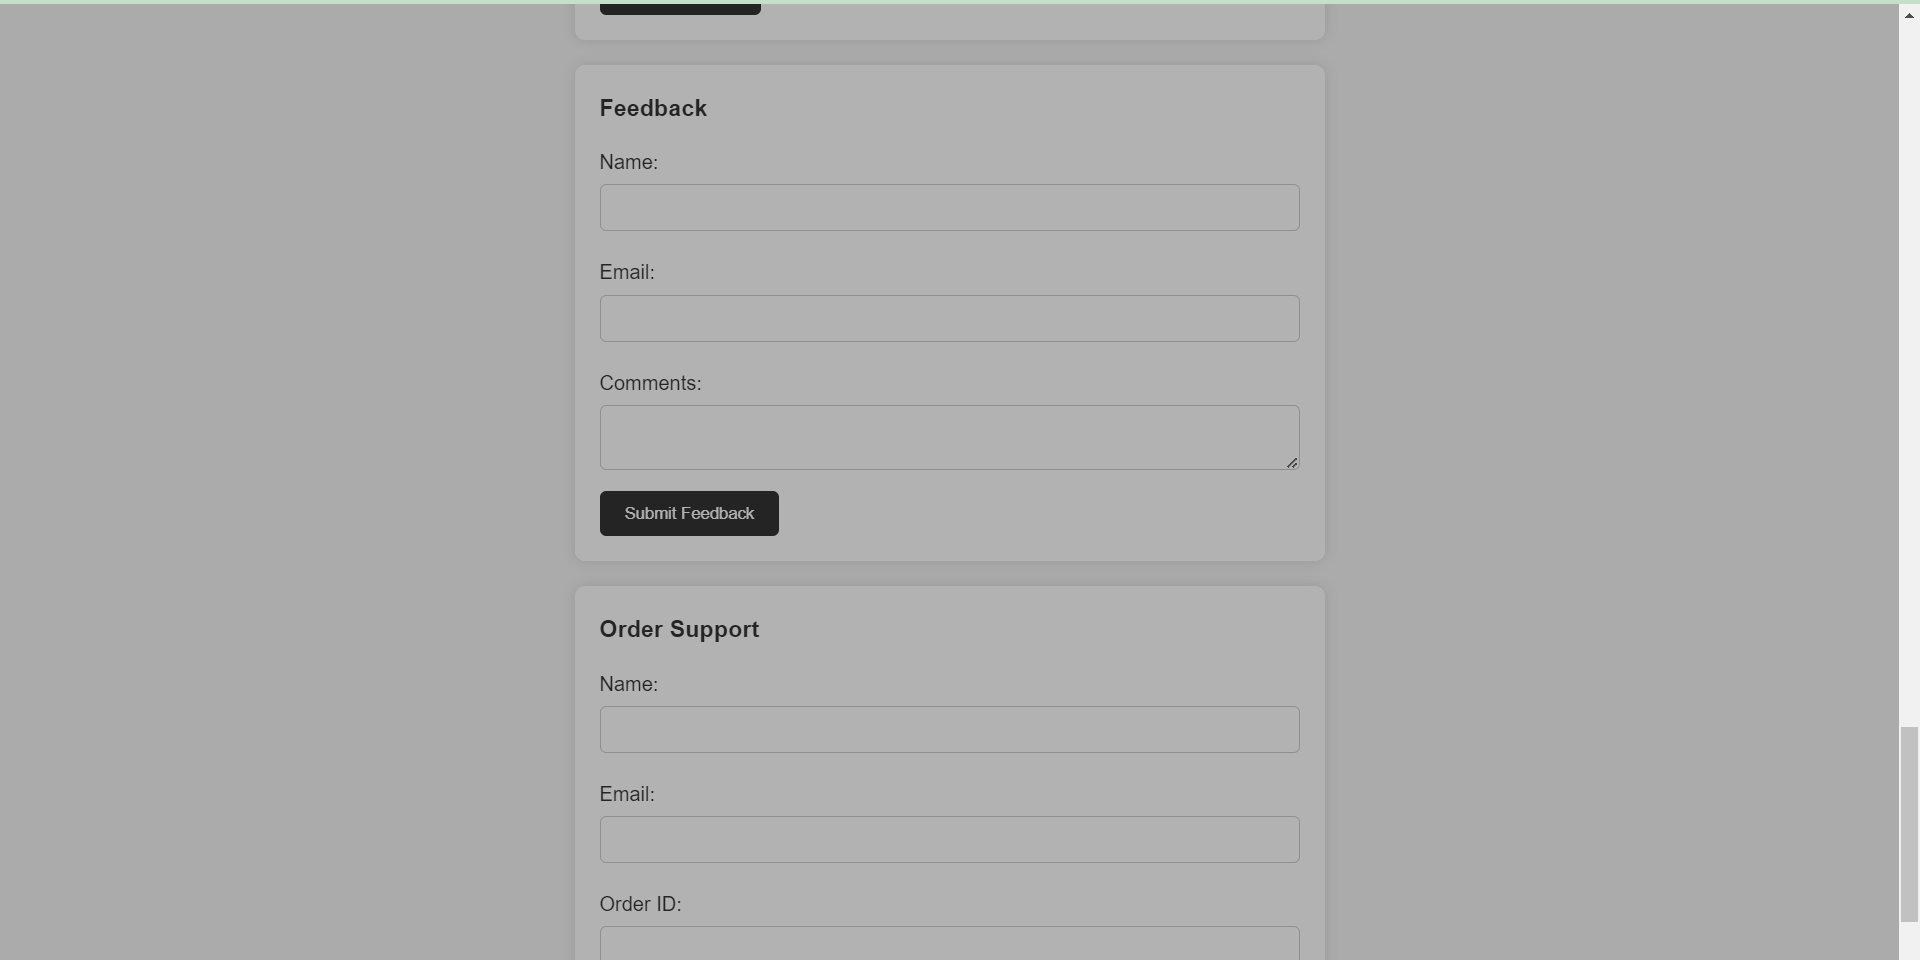 Feedback
Name:
Email:
Comments:
Submit Feedback
Order Support
Name:
Email:
Order ID: